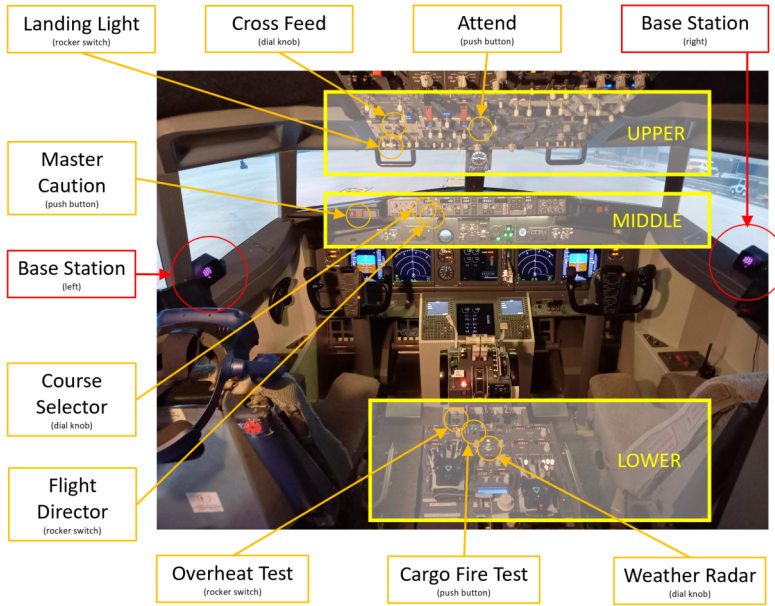 Landing Light
(rocker switch)
Cross Feed
(dial knob)
Attend
(push button)
Base Station
(right)
UPPER
Master
Caution
(push button)
MIDDLE
Base Station
(left)
Course
Selector
(dial knob)
LOWER
Flight
Director
(rocker switch)
Overheat Test
(rocker switch)
Cargo Fire Test
(push button)
Weather Radar
(dial knob)